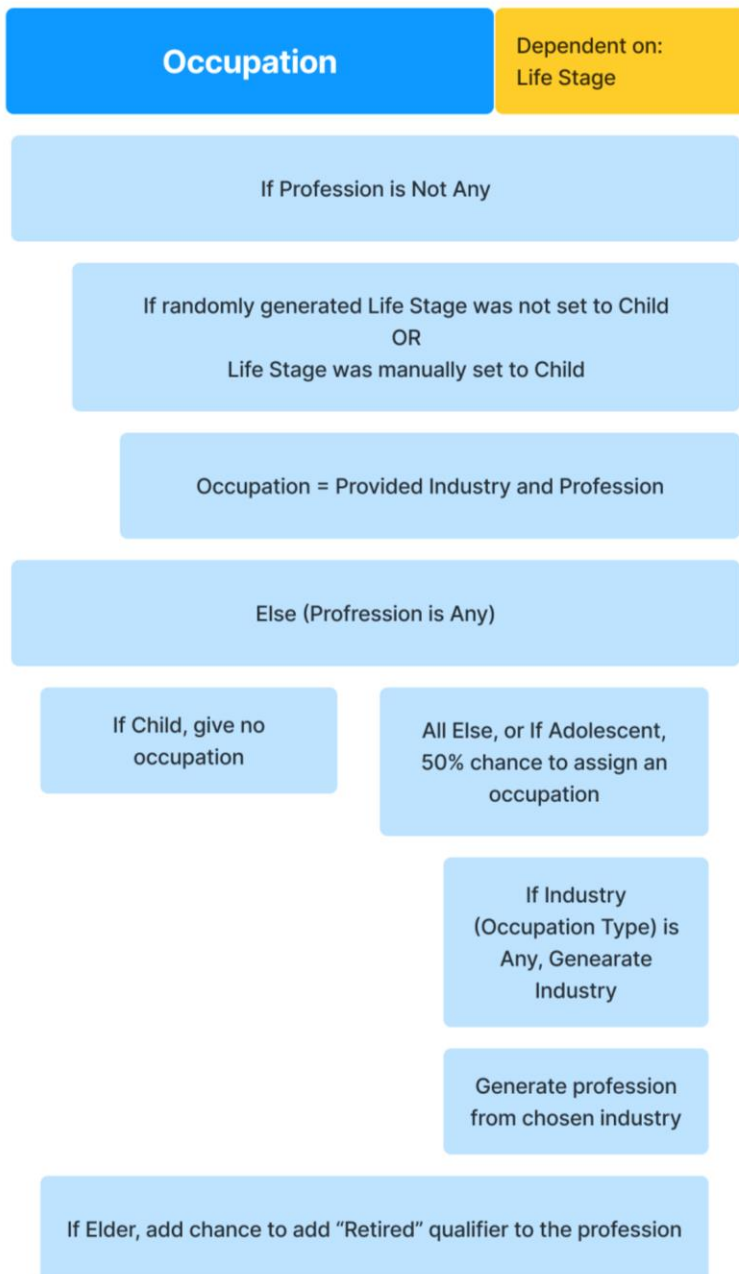 Occupation
Dependent on:
Life Stage
If Profession is Not Any
If randomly generated Life Stage was not set to Child
OR
Life Stage was manually set to Child
Occupation = Provided Industry and Profession
Else (Profression is Any)
If Child, give no
occupation
All Else, or If Adolescent,
50% chance to assign an
occupation
If Industry
(Occupation Type) is
Any, Genearate
Industry
Generate profession
from chosen industry
If Elder, add chance to add “Retired” qualifier to the profession